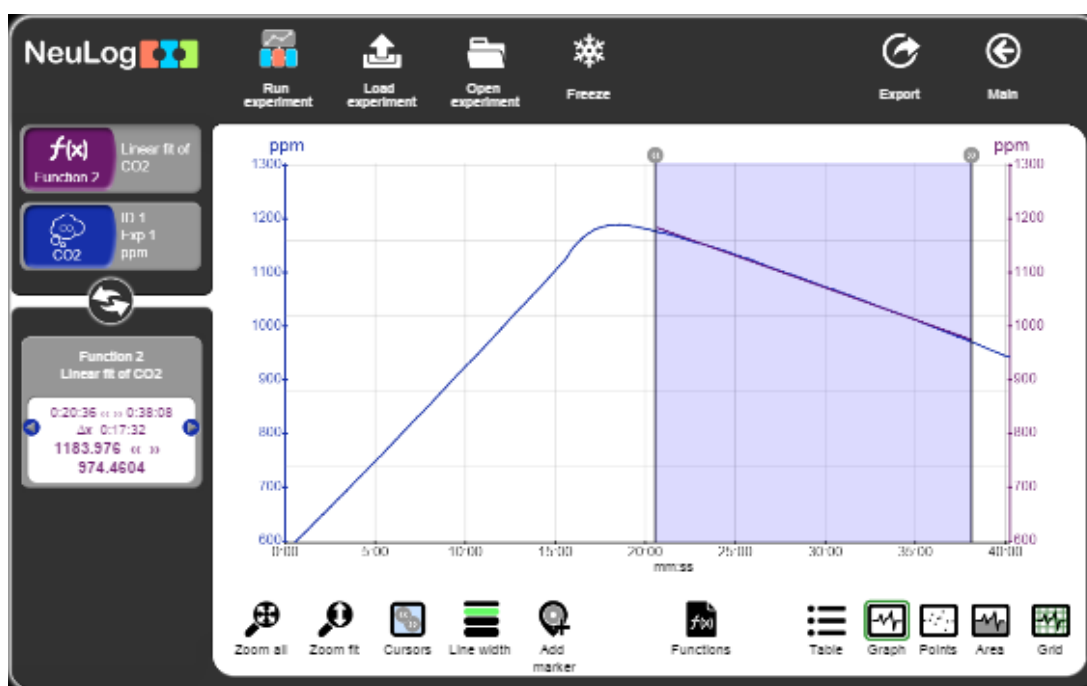 NeuLog
Run
experiment
Load
experiment
Open
experiment
Freeze
Export
Main
f(x)
Function 2
Linear fit of
CO2
CO2
ID 1
Exp 1
ppm
Function 2
Linear fit of CO2
0:20:36 « » 0:38:08
Δx 0:17:32
1183.976 « »
974.4604
ppm
ppm
1300
1200
1100
1000
900
800
700
600
1300
1200
1100
1000
900
800
700
600
0:00 5:00 10:00 15:00 20:00 25:00 30:00 35:00 40:00
mm:ss
Zoom all
Zoom fit
Cursors
Line width
Add
marker
f(x)
Functions
Table
Graph
Points
Area
Grid